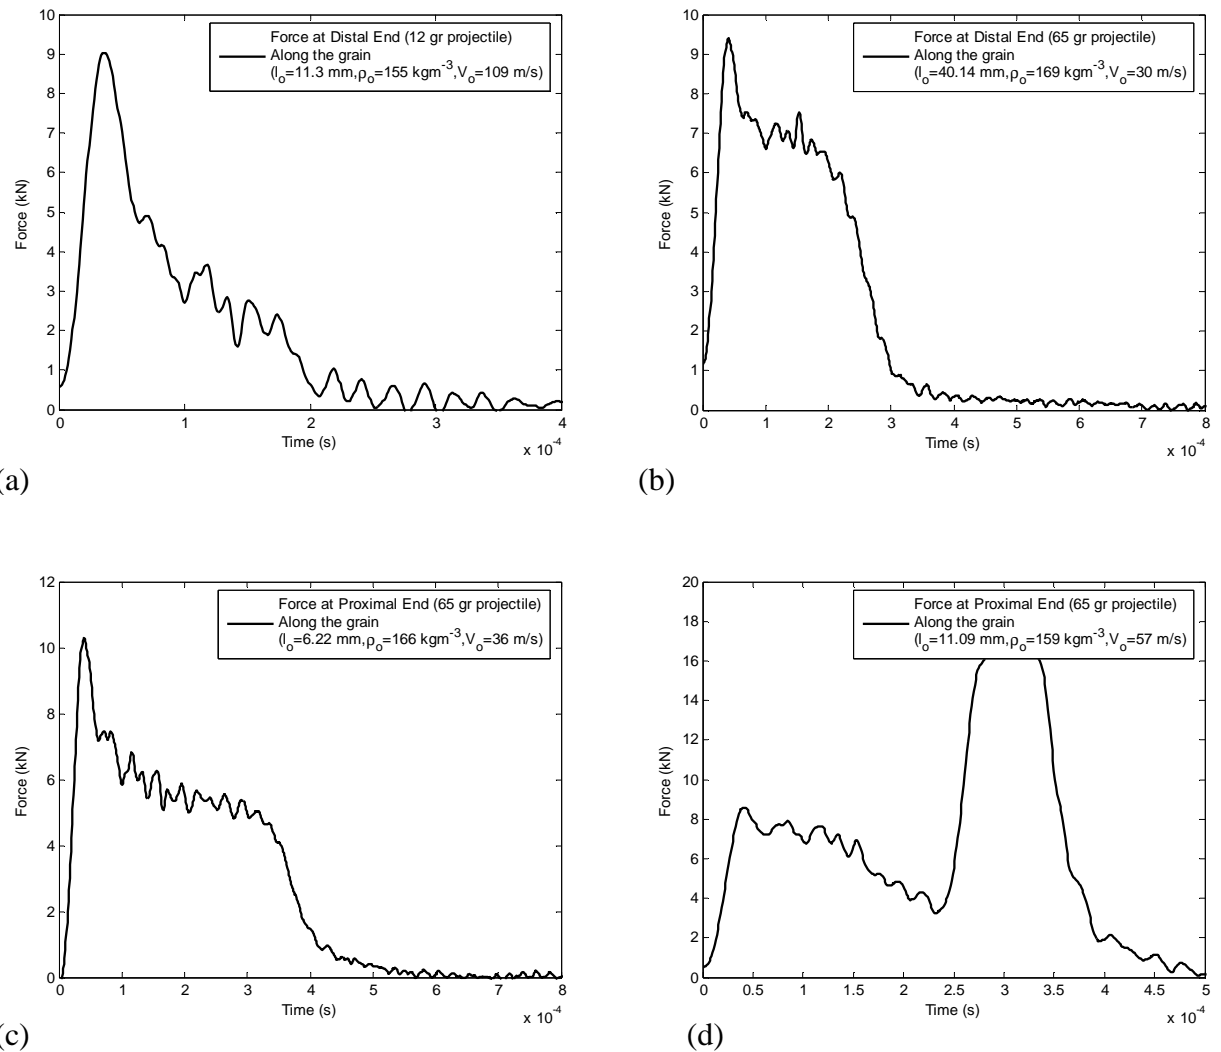 10
9
8
7
6
5
4
3
2
1
0
Force (kN)
Force at Distal End (12 gr projectile)
Along the grain
(l_o=11.3 mm,ρ_o=155 kgm^-3,V_o=109 m/s)
0 1 2 3 4
Time (s)
x 10^-4
(a)
10
9
8
7
6
5
4
3
2
1
0
Force (kN)
Force at Distal End (65 gr projectile)
Along the grain
(l_o=40.14 mm,ρ_o=169 kgm^-3,V_o=30 m/s)
0 1 2 3 4 5 6 7 8
Time (s)
x 10^-4
(b)
12
10
8
6
4
2
0
Force (kN)
Force at Proximal End (65 gr projectile)
Along the grain
(l_o=6.22 mm,ρ_o=166 kgm^-3,V_o=36 m/s)
0 1 2 3 4 5 6 7 8
Time (s)
x 10^-4
(c)
20
18
16
14
12
10
8
6
4
2
0
Force (kN)
Force at Proximal End (65 gr projectile)
Along the grain
(l_o=11.09 mm,ρ_o=159 kgm^-3,V_o=57 m/s)
0 0.5 1 1.5 2 2.5 3 3.5 4 4.5 5
Time (s)
x 10^-4
(d)